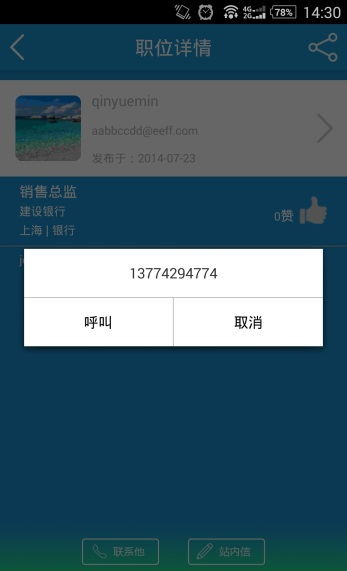 4G 2G 78% 14:30
职位详情
qinyuemin
aabbccdd@eeff.com
发布于：2014-07-23
销售总监
建设银行
0赞
上海 | 银行
13774294774
呼叫 取消
联系他 站内信